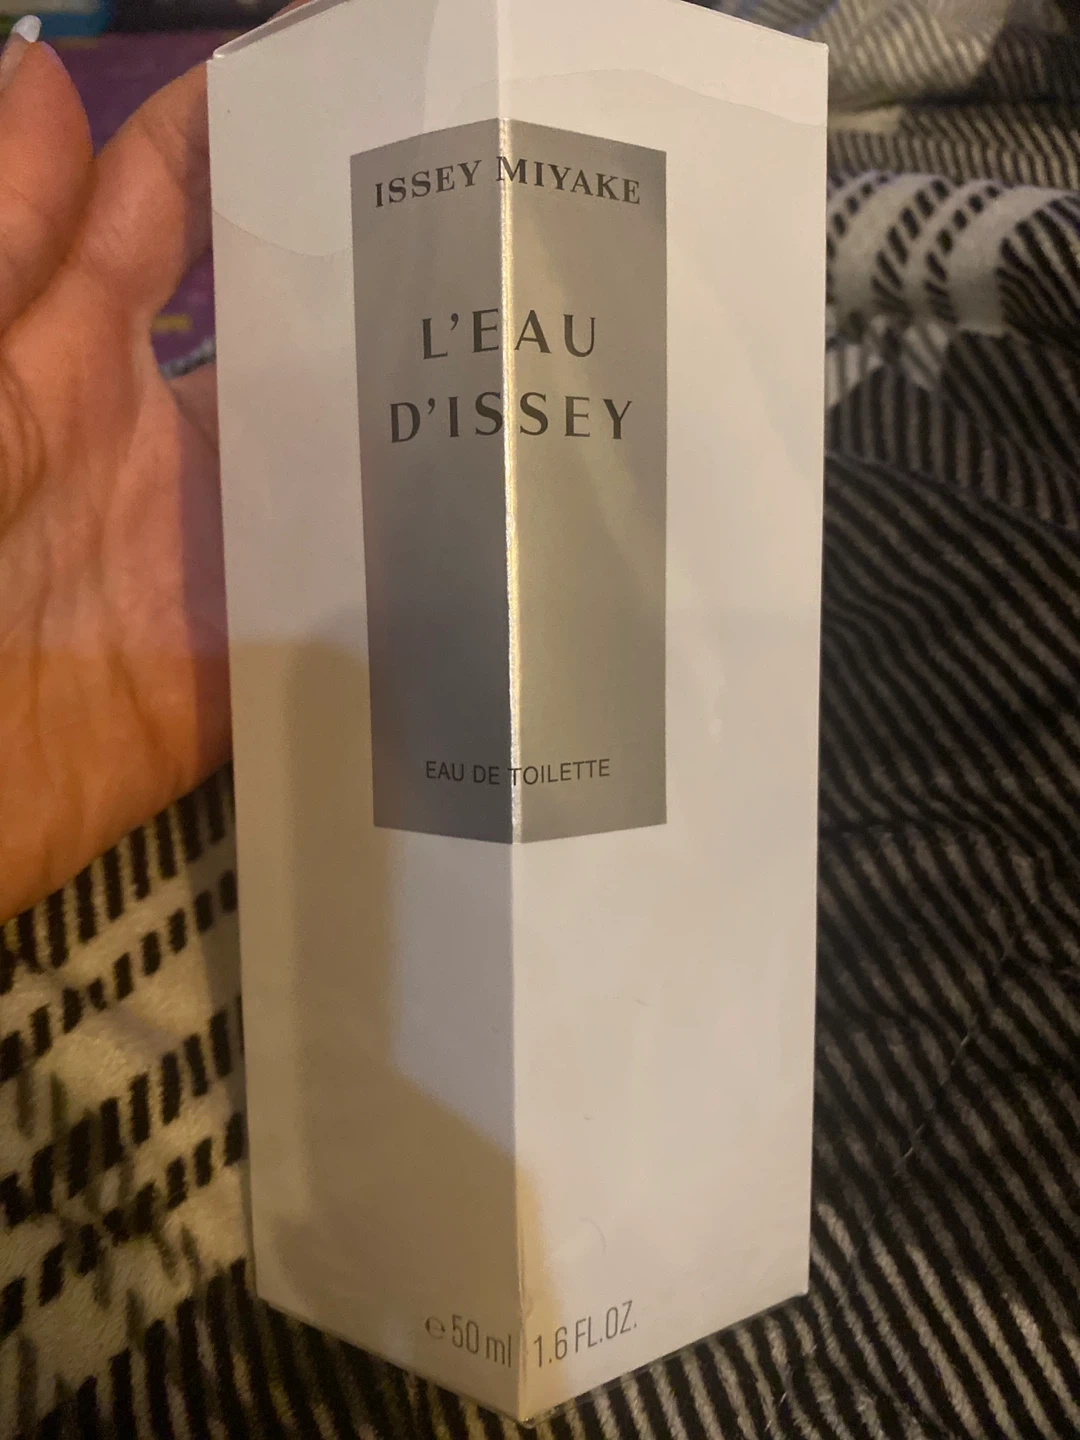 ISSEY MIYAKE
L'EAU
D'ISSEY
EAU DE TOILETTE
℮50 ml 1.6 FL.OZ.